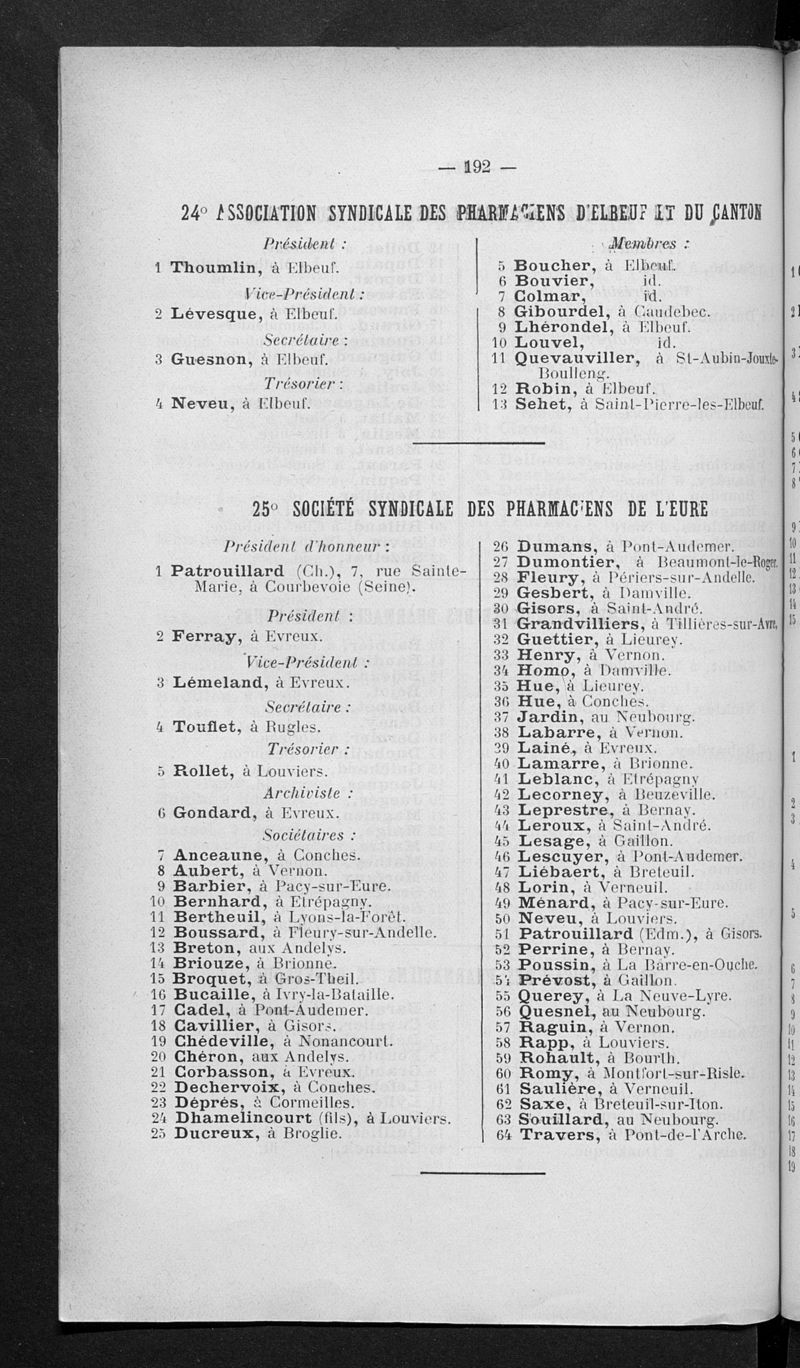 — 192 —
24º ASSOCIATION SYNDICALE DES PHARMACIENS D'ELBEUF ET DU CANTON
Président :
1 Thoumlin, à Elbeuf.
Vice-Président :
2 Lévesque, à Elbeuf.
Secrétaire :
3 Guesnon, à Elbeuf.
Trésorier :
4 Neveu, à Elbeuf.
Membres :
5 Boucher, à Elbeuf.
6 Bouvier, id.
7 Colmar, id.
8 Gibourdel, à Caudebec.
9 Lhérondel, à Elbeuf.
10 Louvel, id.
11 Quevauviller, à St-Aubin-Jouxte-
Boulleng.
12 Robin, à Elbeuf.
13 Sehet, à Saint-Pierre-les-Elbeuf.
25º SOCIÉTÉ SYNDICALE DES PHARMACIENS DE L'EURE
Président d'honneur :
1 Patrouillard (Ch.), 7, rue Sainte-
Marie, à Courbevoie (Seine).
Président :
2 Ferray, à Evreux.
Vice-Président :
3 Lémeland, à Evreux.
Secrétaire :
4 Touflet, à Rugles.
Trésorier :
5 Rollet, à Louviers.
Archiviste :
6 Gondard, à Evreux.
Sociétaires :
7 Anceaune, à Conches.
8 Aubert, à Vernon.
9 Barbier, à Pacy-sur-Eure.
10 Bernhard, à Etrépagny.
11 Bertheuil, à Lyons-la-Forêt.
12 Boussard, à Fleury-sur-Andelle.
13 Breton, aux Andelys.
14 Briouze, à Brionne.
15 Broquet, à Gros-Theil.
16 Bucaille, à Ivry-la-Bataille.
17 Cadel, à Pont-Audemer.
18 Cavillier, à Gisors.
19 Chédeville, à Nonancourt.
20 Chéron, aux Andelys.
21 Corbasson, à Evreux.
22 Dechervoix, à Conches.
23 Déprés, à Cormeilles.
24 Dhamelincourt (fils), à Louviers.
25 Ducreux, à Broglie.
26 Dumans, à Pont-Audemer.
27 Dumontier, à Beaumont-le-Roger.
28 Fleury, à Périers-sur-Andelle.
29 Gesbert, à Damville.
30 Gisors, à Saint-André.
31 Grandvilliers, à Tillières-sur-Avre,
32 Guettier, à Lieurey.
33 Henry, à Vernon.
34 Homo, à Damville.
35 Hue, à Lieurey.
36 Hue, à Conches.
37 Jardin, au Neubourg.
38 Labarre, à Vernon.
39 Lainé, à Evreux.
40 Lamarre, à Brionne.
41 Leblanc, à Etrépagny
42 Lecorney, à Beuzeville.
43 Leprestre, à Bernay.
44 Leroux, à Saint-André.
45 Lesage, à Gaillon.
46 Lescuyer, à Pont-Audemer.
47 Liébaert, à Breteuil.
48 Lorin, à Verneuil.
49 Ménard, à Pacy-sur-Eure.
50 Neveu, à Louviers.
51 Patrouillard (Edm.), à Gisors.
52 Perrine, à Bernay.
53 Poussin, à La Barre-en-Ouche.
54 Prévost, à Gaillon.
55 Querey, à La Neuve-Lyre.
56 Quesnel, au Neubourg.
57 Raguin, à Vernon.
58 Rapp, à Louviers.
59 Rohault, à Bourth.
60 Romy, à Montfort-sur-Risle.
61 Saulière, à Verneuil.
62 Saxe, à Breteuil-sur-Iton.
63 Souillard, au Neubourg.
64 Travers, à Pont-de-l'Arche.